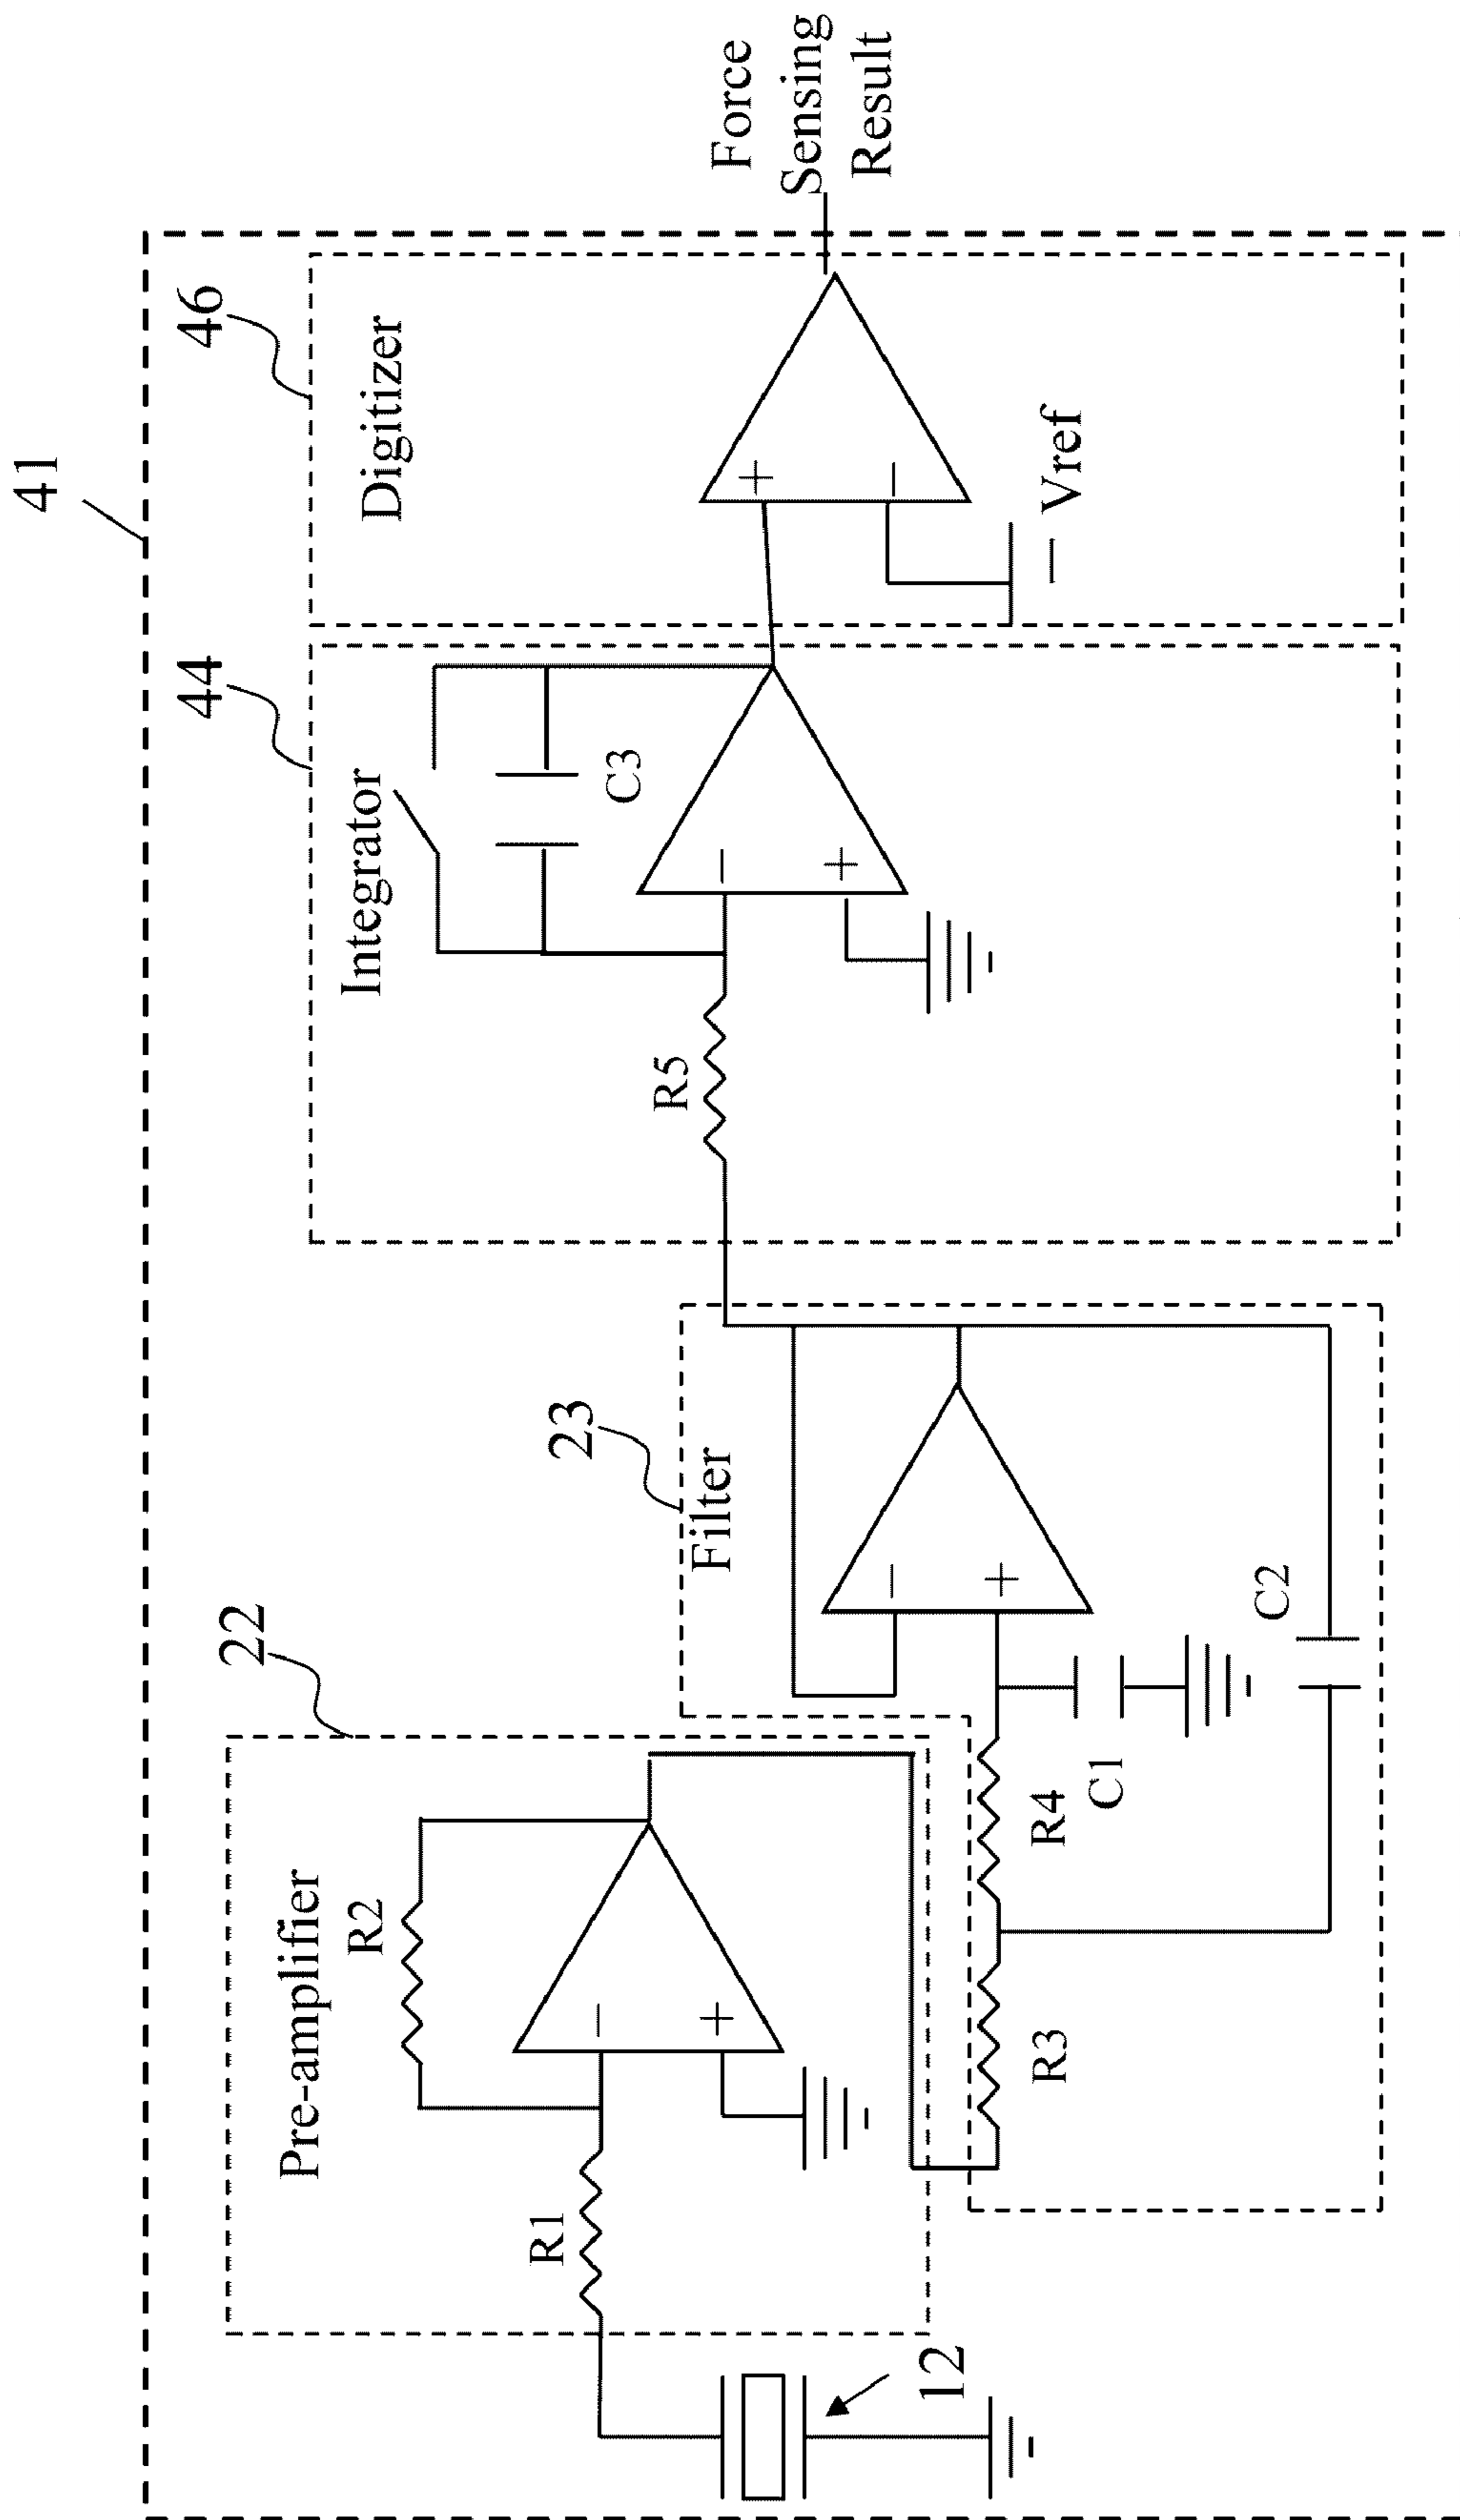 41
22
44
46
Pre-amplifier
R2
R1
−
+
12
23
Filter
−
+
R3
R4
C1
C2
Integrator
C3
R5
−
+
Digitizer
+
−
Vref
Force
Sensing
Result